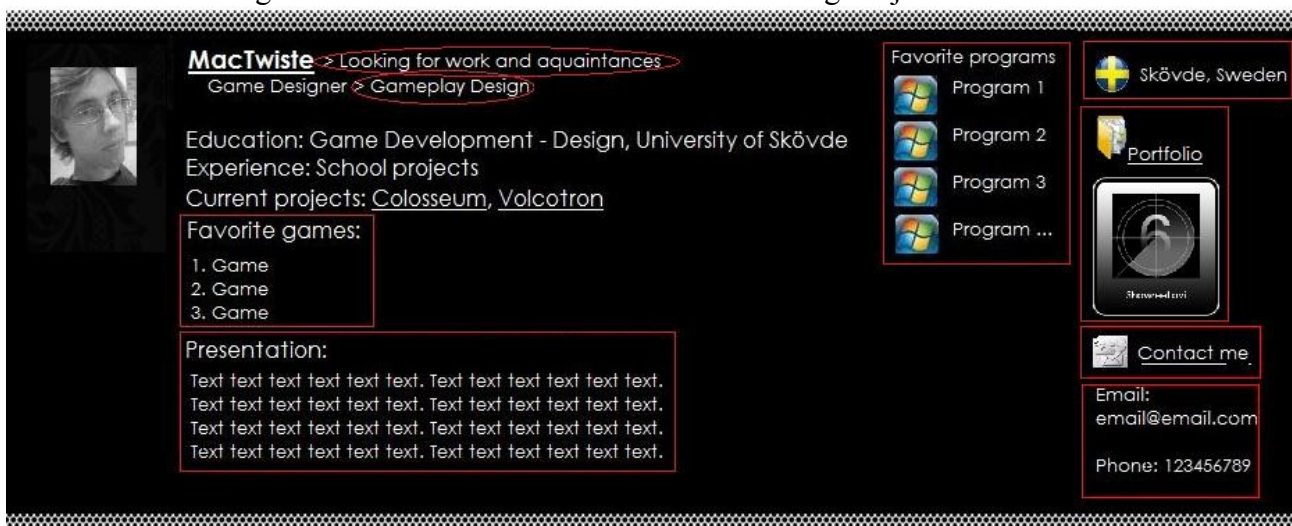 MacTwiste > Looking for work and aquaintances
Game Designer > Gameplay Design
Education: Game Development - Design, University of Skövde
Experience: School projects
Current projects: Colosseum, Volcotron
Favorite games:
1. Game
2. Game
3. Game
Presentation:
Text text text text text text. Text text text text text text.
Text text text text text text. Text text text text text text.
Text text text text text text. Text text text text text text.
Text text text text text text. Text text text text text text.
Favorite programs
Program 1
Program 2
Program 3
Program ...
Skövde, Sweden
Portfolio
6
Contact me
Email:
email@email.com
Phone: 123456789